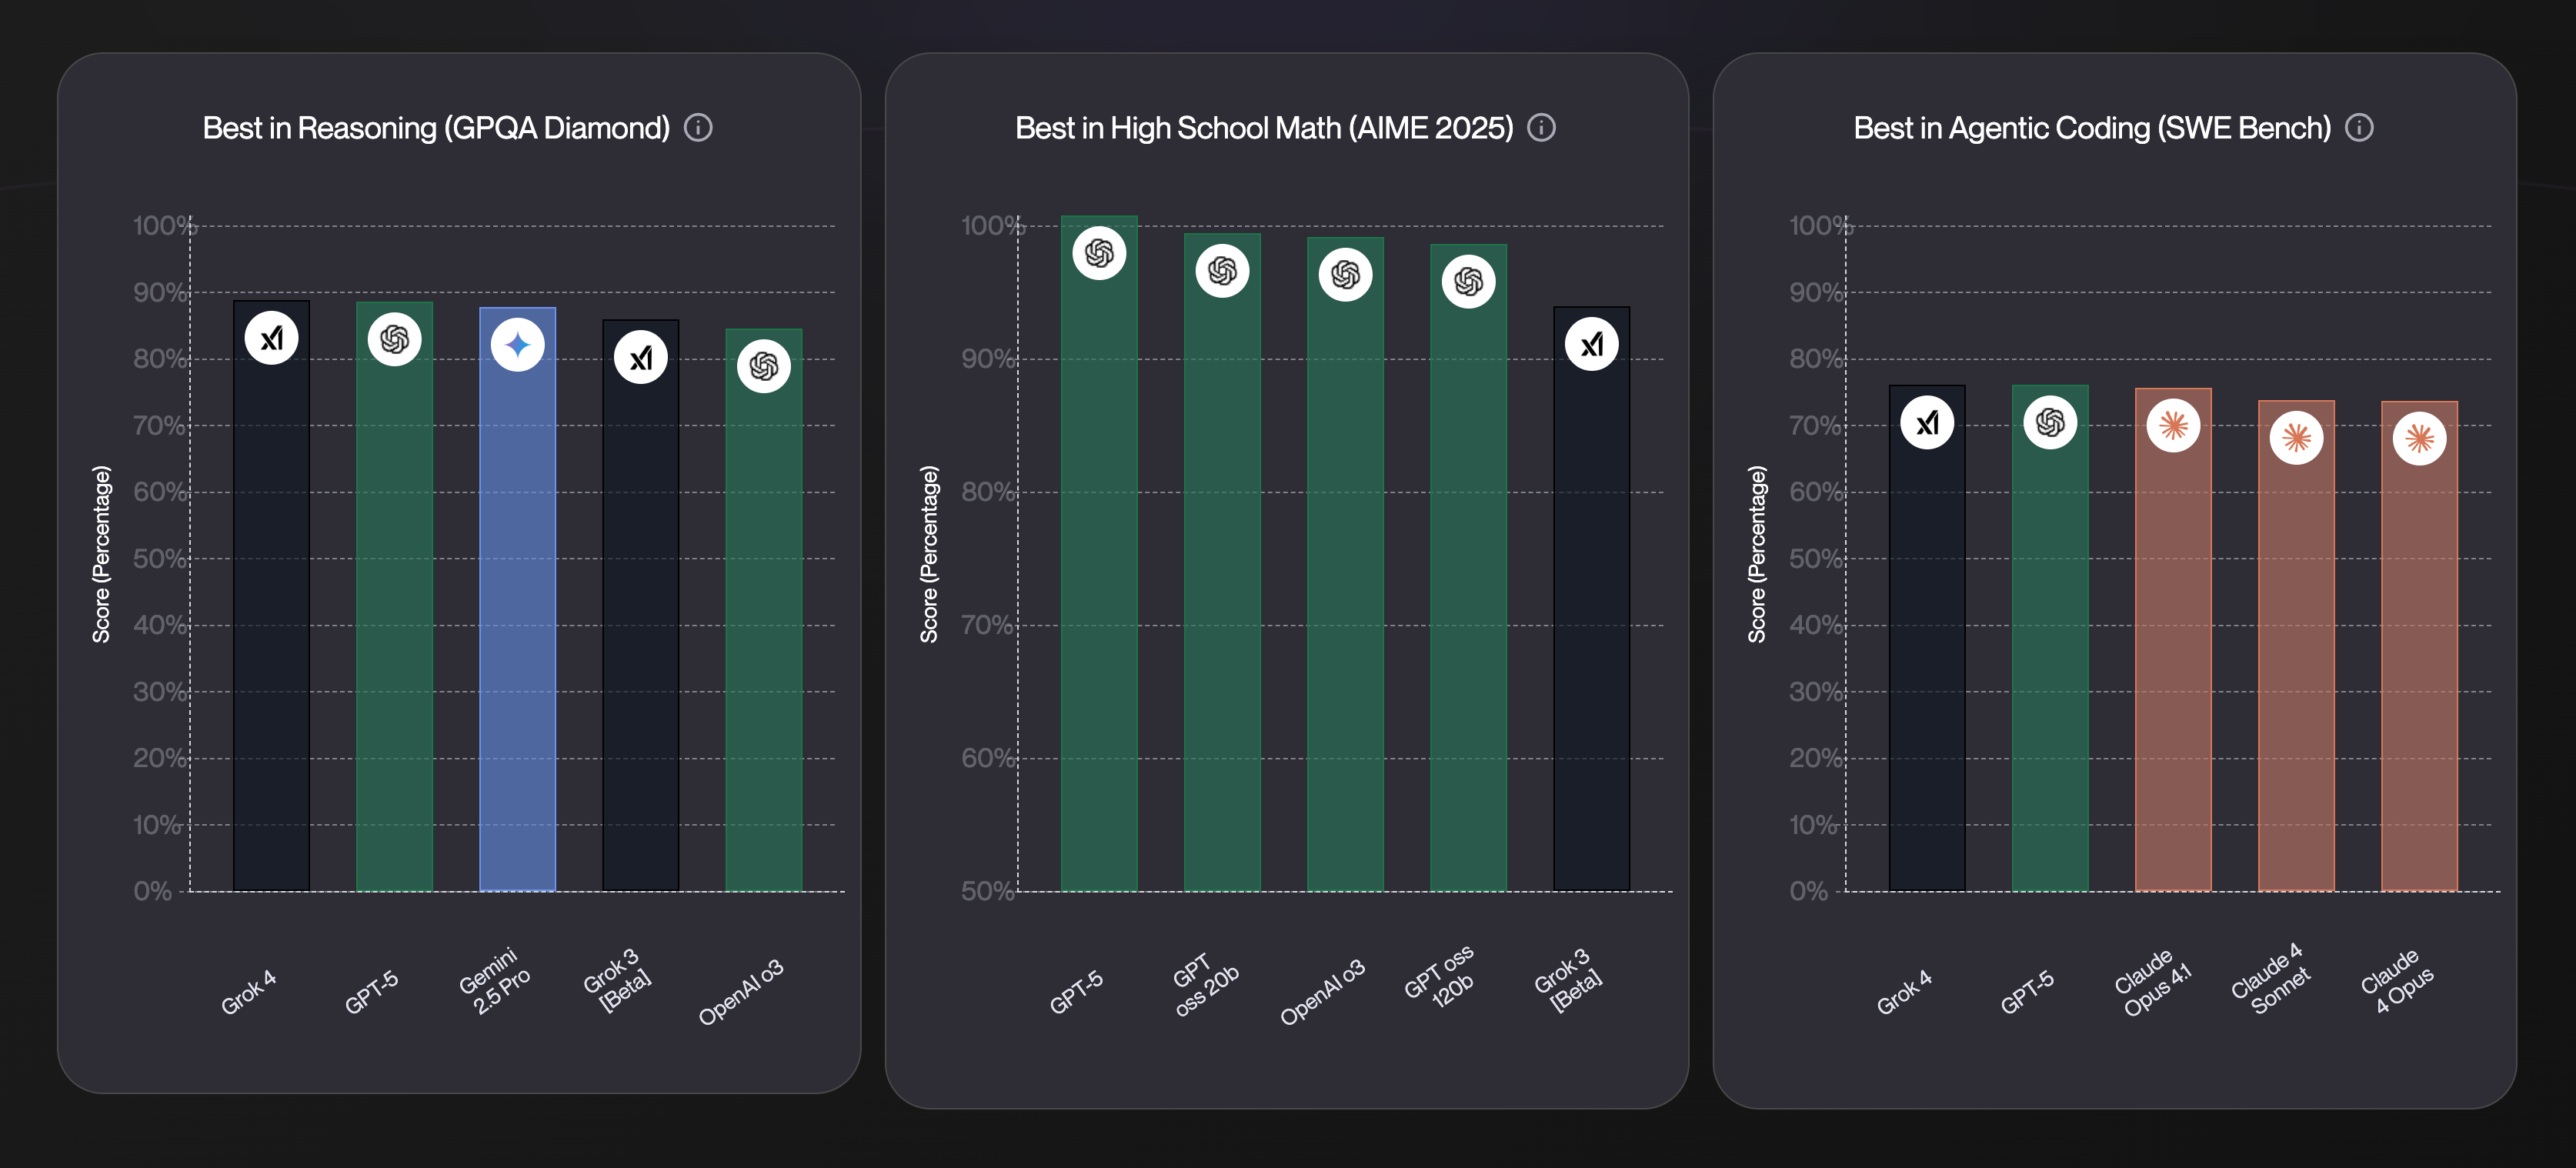 Best in Reasoning (GPQA Diamond)
100%
90%
80%
70%
60%
50%
40%
30%
20%
10%
0%
Score (Percentage)
Grok 4
GPT-5
Gemini
2.5 Pro
Grok 3
[Beta]
OpenAI o3
Best in High School Math (AIME 2025)
100%
90%
80%
70%
60%
50%
Score (Percentage)
GPT-5
GPT
oss 20b
OpenAI o3
GPT oss
120b
Grok 3
[Beta]
Best in Agentic Coding (SWE Bench)
100%
90%
80%
70%
60%
50%
40%
30%
20%
10%
0%
Score (Percentage)
Grok 4
GPT-5
Claude
Opus 4.1
Claude 4
Sonnet
Claude
4 Opus